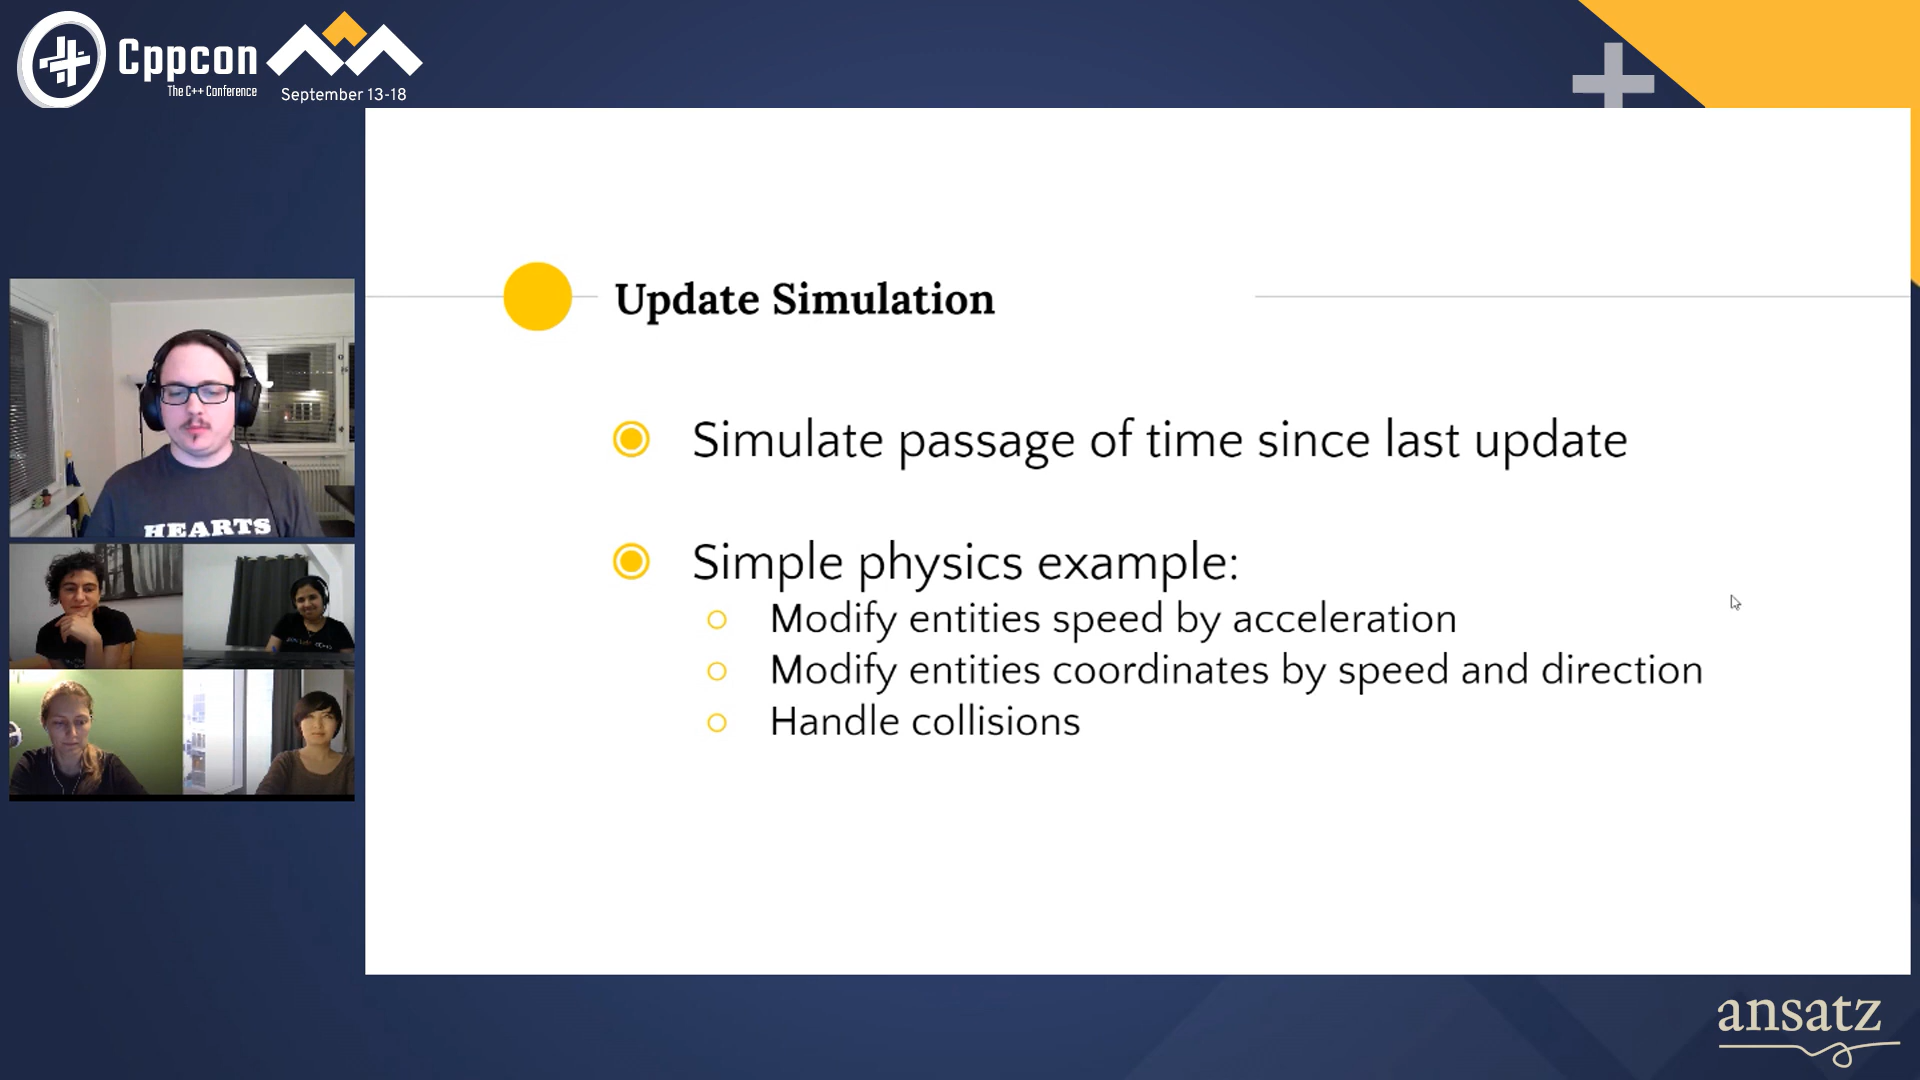 Cppcon
The C++ Conference
September 13-18
Update Simulation
Simulate passage of time since last update
Simple physics example:
Modify entities speed by acceleration
Modify entities coordinates by speed and direction
Handle collisions
HEARTS
ansatz